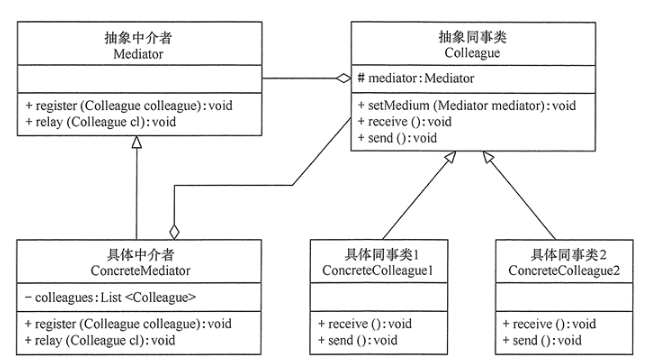 抽象中介者
Mediator
+ register (Colleague colleague): void
+ relay (Colleague cl): void
抽象同事类
Colleague
# mediator: Mediator
+ setMedium (Mediator mediator): void
+ receive (): void
+ send (): void
具体中介者
ConcreteMediator
− colleagues: List <Colleague>
+ register (Colleague colleague): void
+ relay (Colleague cl): void
具体同事类1
ConcreteColleague1
+ receive (): void
+ send (): void
具体同事类2
ConcreteColleague2
+ receive (): void
+ send (): void